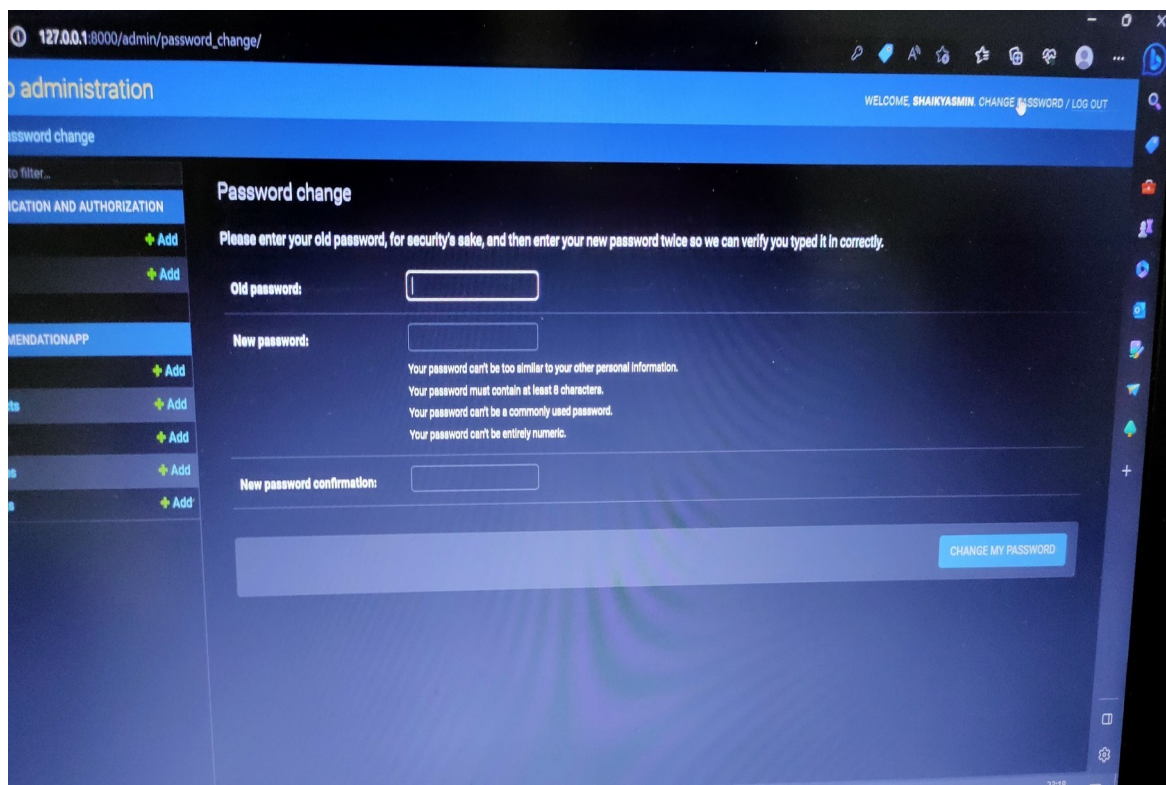 127.0.0.1:8000/admin/password_change/
administration
WELCOME, SHAIKYASMIN. CHANGE PASSWORD / LOG OUT
assword change
to filter...
ICATION AND AUTHORIZATION
Add
Add
MENDATIONAPP
Add
ts Add
Add
es Add
s Add
Password change
Please enter your old password, for security's sake, and then enter your new password twice so we can verify you typed it in correctly.
Old password:
New password:
Your password can't be too similar to your other personal information.
Your password must contain at least 8 characters.
Your password can't be a commonly used password.
Your password can't be entirely numeric.
New password confirmation:
CHANGE MY PASSWORD